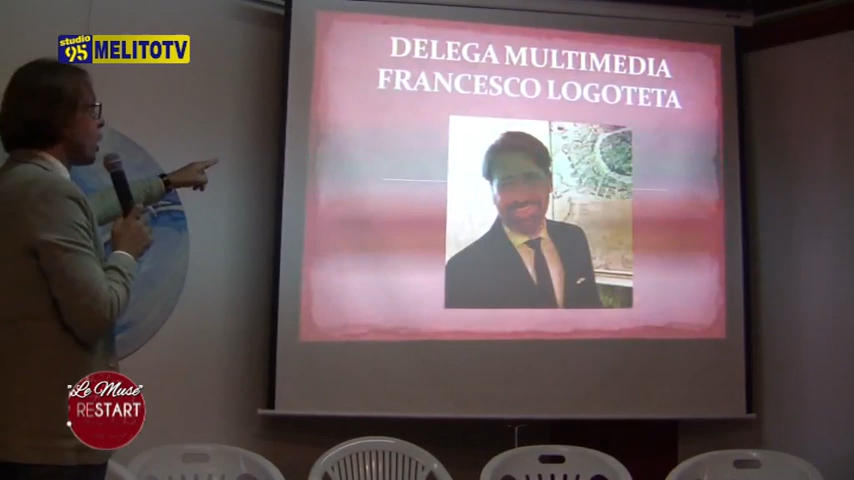 studio
95 MELITOTV
DELEGA MULTIMEDIA
FRANCESCO LOGOTETA
"Le Muse"
RESTART